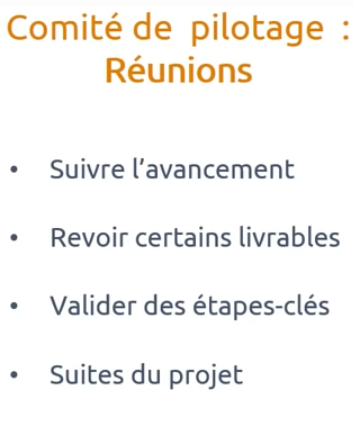 Comité de pilotage :
Réunions
• Suivre l’avancement
• Revoir certains livrables
• Valider des étapes-clés
• Suites du projet